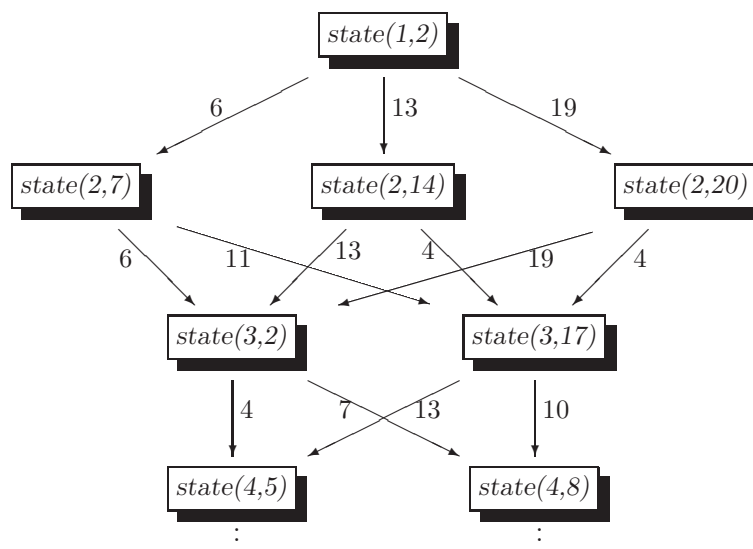 state(1,2)
6 13 19
state(2,7) state(2,14) state(2,20)
6 11 13 4 19 4
state(3,2) state(3,17)
4 7 13 10
state(4,5) state(4,8)
⋮ ⋮